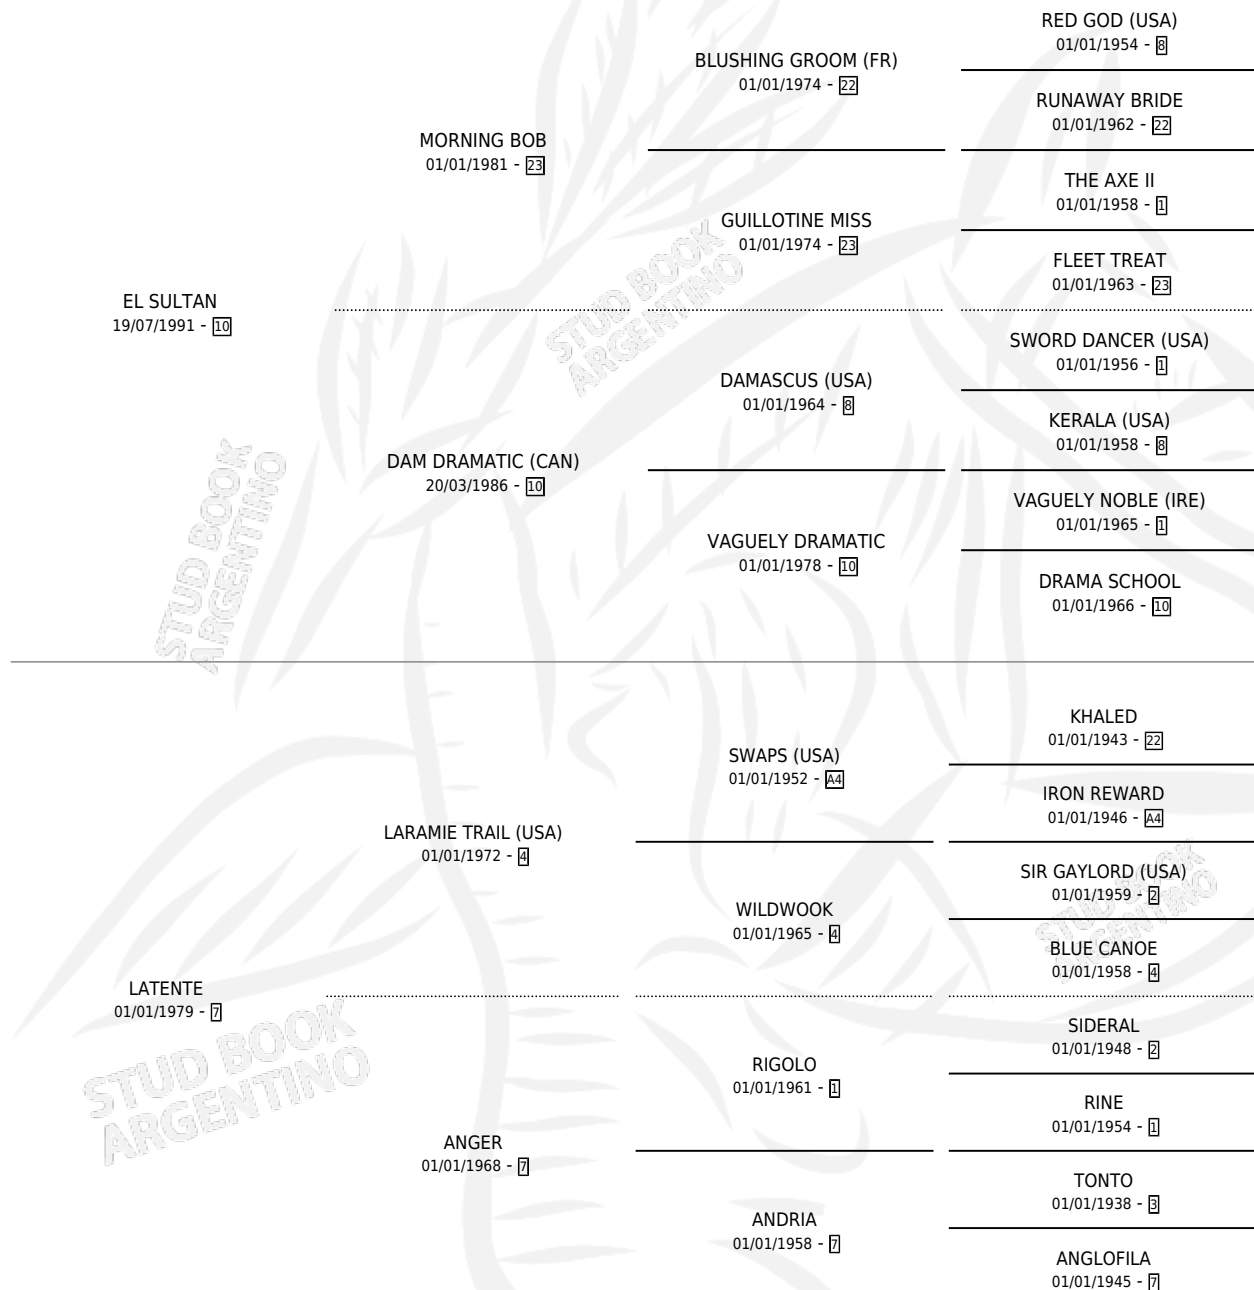 RED GOD (USA)
01/01/1954 - 8
BLUSHING GROOM (FR)
01/01/1974 - 22
RUNAWAY BRIDE
01/01/1962 - 22
MORNING BOB
01/01/1981 - 23
THE AXE II
01/01/1958 - 1
GUILLOTINE MISS
01/01/1974 - 23
FLEET TREAT
01/01/1963 - 23
EL SULTAN
19/07/1991 - 10
SWORD DANCER (USA)
01/01/1956 - 1
DAMASCUS (USA)
01/01/1964 - 8
KERALA (USA)
01/01/1958 - 8
DAM DRAMATIC (CAN)
20/03/1986 - 10
VAGUELY NOBLE (IRE)
01/01/1965 - 1
VAGUELY DRAMATIC
01/01/1978 - 10
DRAMA SCHOOL
01/01/1966 - 10
KHALED
01/01/1943 - 22
SWAPS (USA)
01/01/1952 - A4
IRON REWARD
01/01/1946 - A4
LARAMIE TRAIL (USA)
01/01/1972 - 4
SIR GAYLORD (USA)
01/01/1959 - 2
WILDWOOK
01/01/1965 - 4
BLUE CANOE
01/01/1958 - 4
LATENTE
01/01/1979 - 7
SIDERAL
01/01/1948 - 2
RIGOLO
01/01/1961 - 1
RINE
01/01/1954 - 1
ANGER
01/01/1968 - 7
TONTO
01/01/1938 - 3
ANDRIA
01/01/1958 - 7
ANGLOFILA
01/01/1945 - 7
STUD BOOK
ARGENTINO
STUD BOOK
ARGENTINO
STUD BOOK
ARGENTINO
STUD BOOK
ARGENTINO